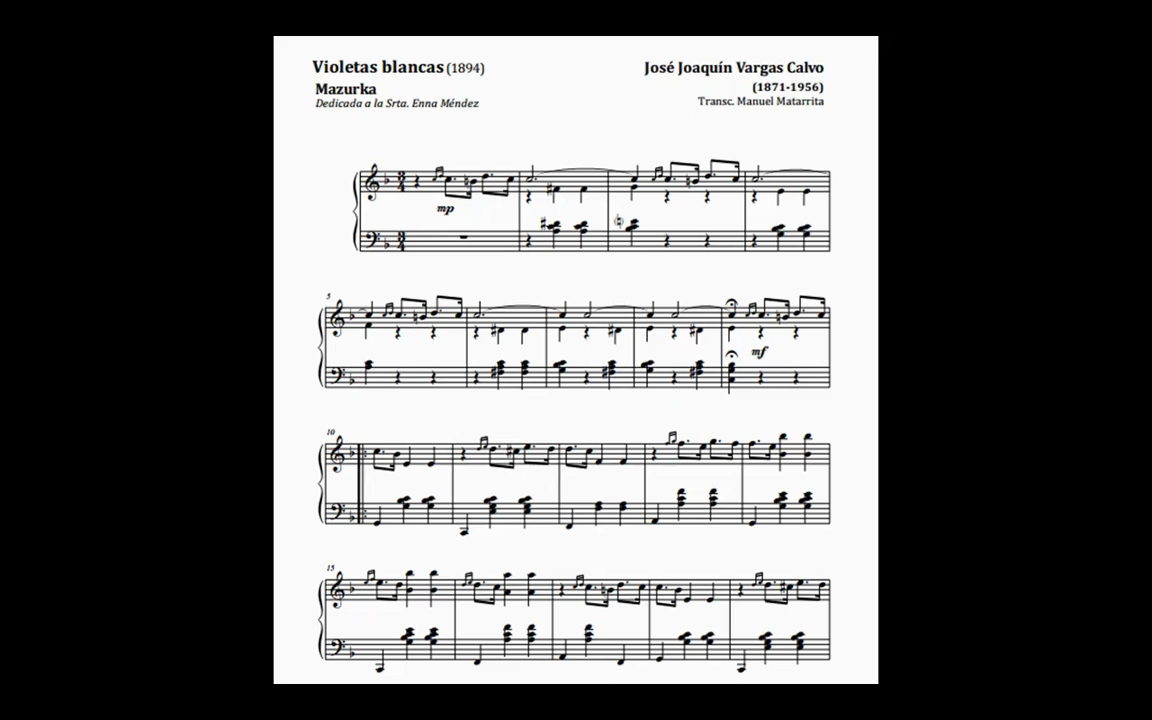 Violetas blancas (1894)
José Joaquín Vargas Calvo
Mazurka
(1871-1956)
Dedicada a la Srta. Enna Méndez
Transc. Manuel Matarrita
mp
5
mf
10
15